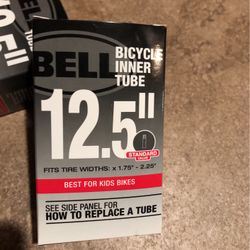 BELL
BICYCLE
INNER
TUBE
12.5"
STANDARD
VALVE
FITS TIRE WIDTHS: x 1.75" - 2.25"
BEST FOR KIDS BIKES
SEE SIDE PANEL FOR
HOW TO REPLACE A TUBE